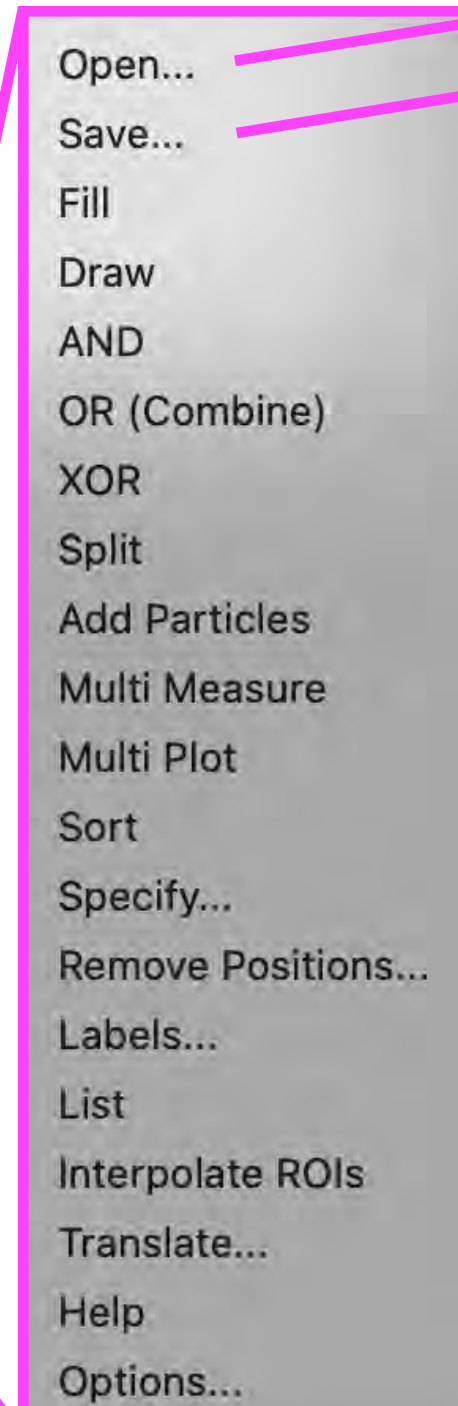 Open...
Save...
Fill
Draw
AND
OR (Combine)
XOR
Split
Add Particles
Multi Measure
Multi Plot
Sort
Specify...
Remove Positions...
Labels...
List
Interpolate ROIs
Translate...
Help
Options...